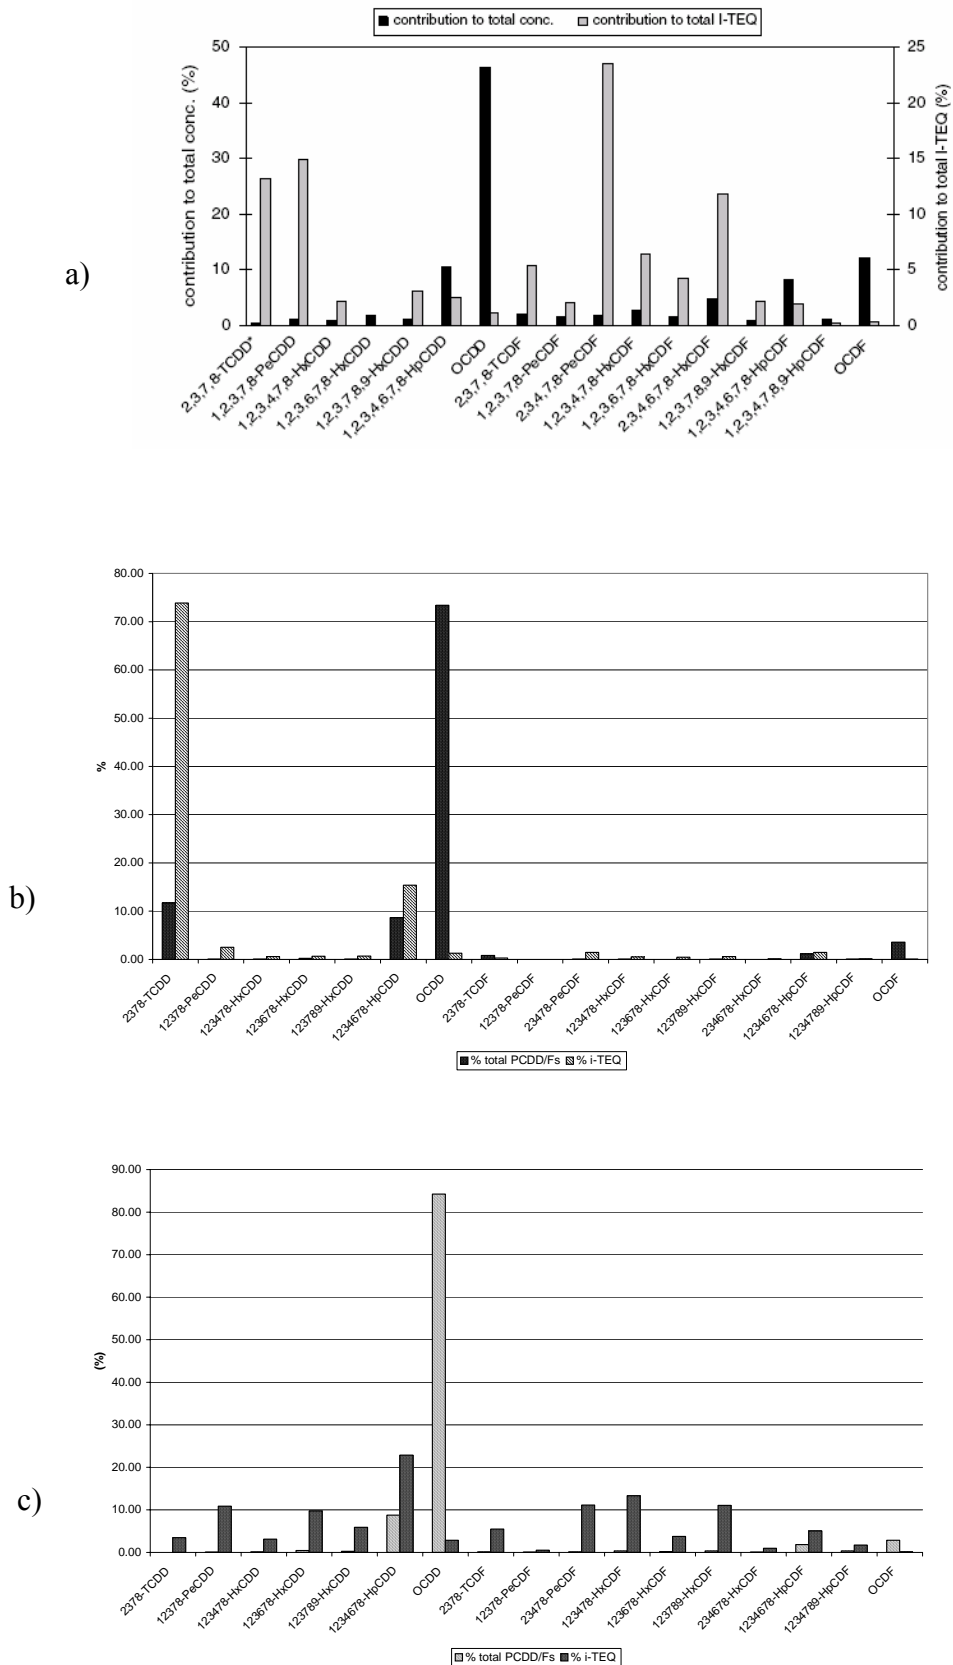 contribution to total conc. contribution to total I-TEQ
contribution to total conc. (%)
50
40
30
20
10
0
25
20
15
10
5
0
contribution to total I-TEQ (%)
a)
2,3,7,8-TCDD*
1,2,3,7,8-PeCDD
1,2,3,4,7,8-HxCDD
1,2,3,6,7,8-HxCDD
1,2,3,7,8,9-HxCDD
1,2,3,4,6,7,8-HpCDD
OCDD
2,3,7,8-TCDF
1,2,3,7,8-PeCDF
2,3,4,7,8-PeCDF
1,2,3,4,7,8-HxCDF
1,2,3,6,7,8-HxCDF
2,3,4,6,7,8-HxCDF
1,2,3,7,8,9-HxCDF
1,2,3,4,6,7,8-HpCDF
1,2,3,4,7,8,9-HpCDF
OCDF
80.00
70.00
60.00
50.00
40.00
30.00
20.00
10.00
0.00
%
b)
2378-TCDD
12378-PeCDD
123478-HxCDD
123678-HxCDD
123789-HxCDD
1234678-HpCDD
OCDD
2378-TCDF
12378-PeCDF
23478-PeCDF
123478-HxCDF
123678-HxCDF
123789-HxCDF
234678-HxCDF
1234678-HpCDF
1234789-HpCDF
OCDF
% total PCDD/Fs % i-TEQ
90.00
80.00
70.00
60.00
50.00
40.00
30.00
20.00
10.00
0.00
(%)
c)
2378-TCDD
12378-PeCDD
123478-HxCDD
123678-HxCDD
123789-HxCDD
1234678-HpCDD
OCDD
2378-TCDF
12378-PeCDF
23478-PeCDF
123478-HxCDF
123678-HxCDF
123789-HxCDF
234678-HxCDF
1234678-HpCDF
1234789-HpCDF
OCDF
% total PCDD/Fs % i-TEQ